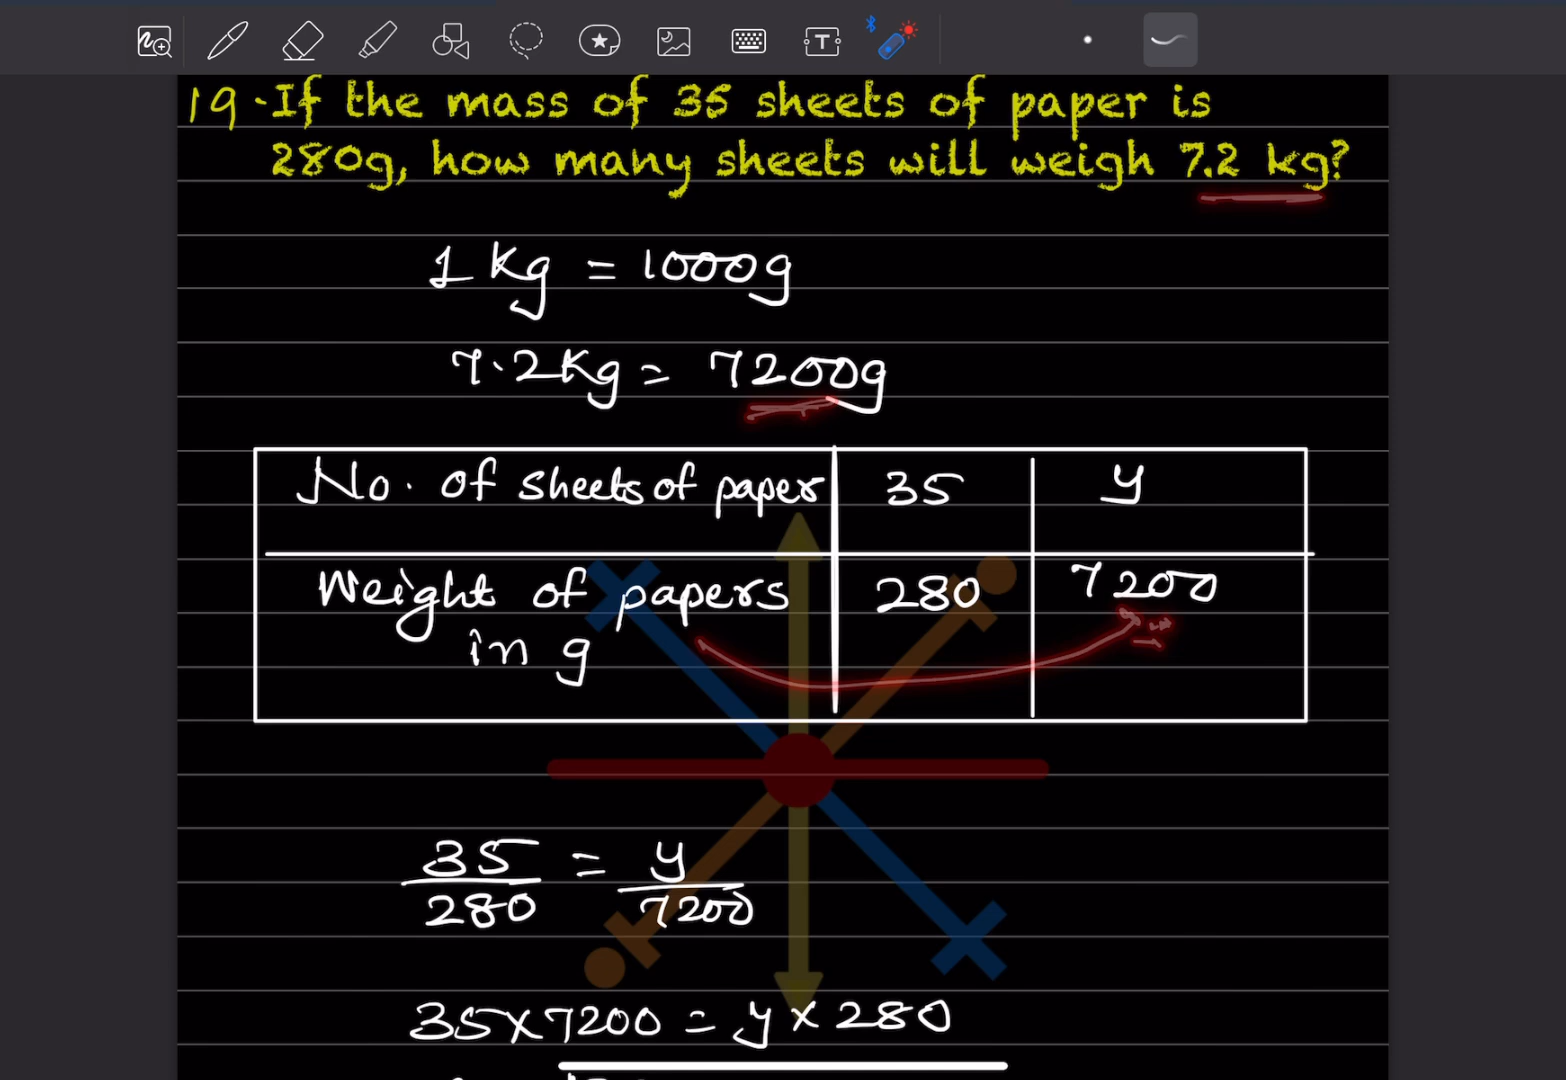 19. If the mass of 35 sheets of paper is
280g, how many sheets will weigh 7.2 kg?
1 Kg = 1000g
7.2Kg = 7200g
No. of sheets of paper 35 y
Weight of papers 280 7200
in g
35 = y
280 7200
35 x 7200 = y x 280